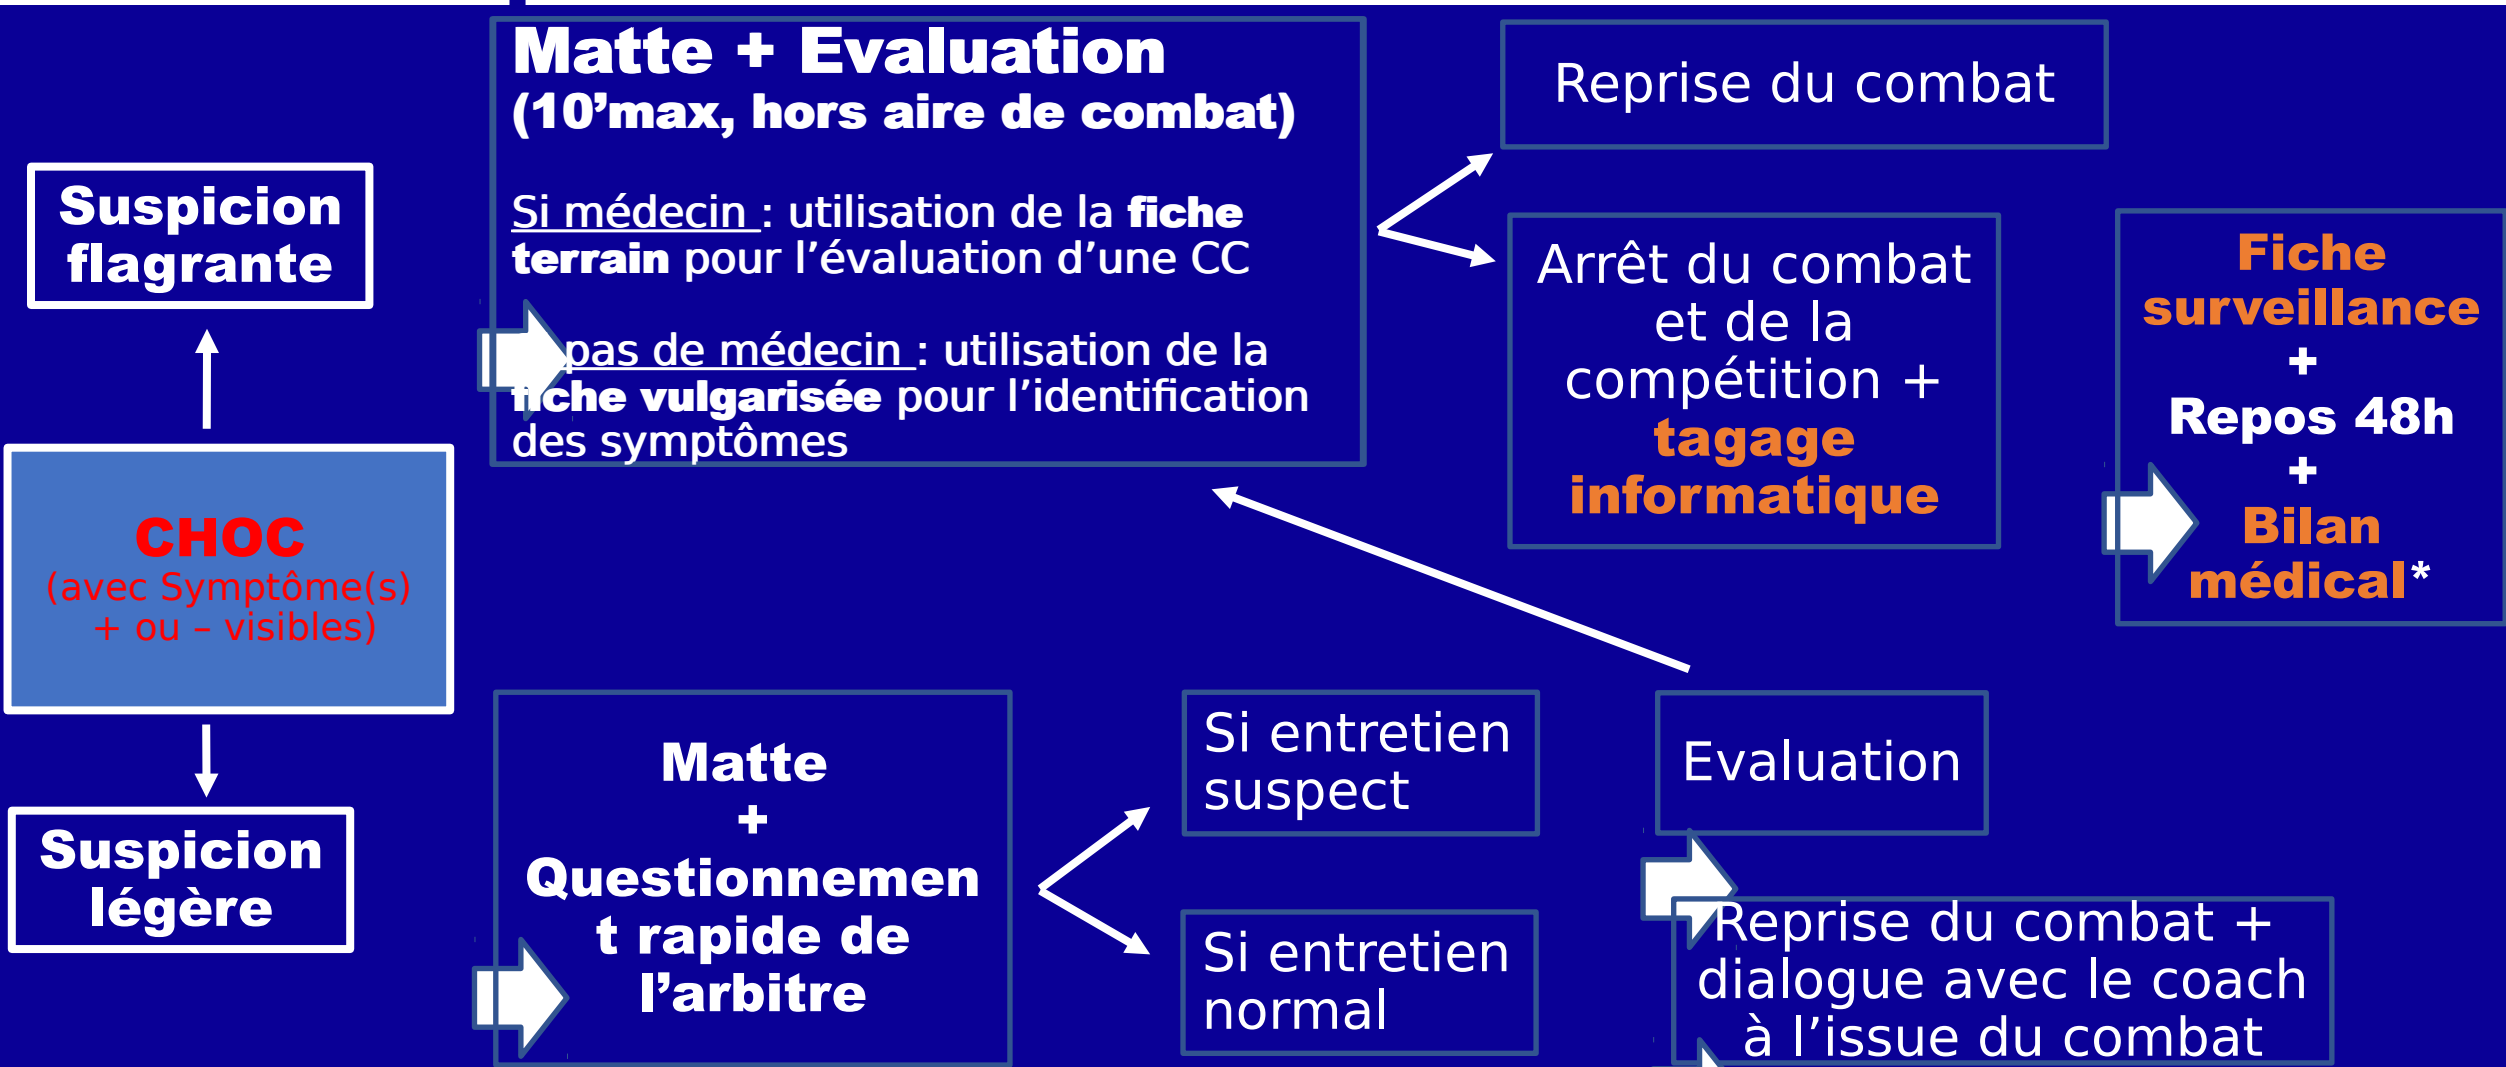 Matte + Evaluation
(10’max, hors aire de combat)
Si médecin : utilisation de la fiche
terrain pour l’évaluation d’une CC
pas de médecin : utilisation de la
fiche vulgarisée pour l’identification
des symptômes
Reprise du combat
Suspicion
flagrante
Arrêt du combat
et de la
compétition +
tagage
informatique
Fiche
surveillance
+
Repos 48h
+
Bilan
médical*
CHOC
(avec Symptôme(s)
+ ou – visibles)
Suspicion
légère
Matte
+
Questionnemen
t rapide de
l’arbitre
Si entretien
suspect
Evaluation
Si entretien
normal
Reprise du combat +
dialogue avec le coach
à l’issue du combat